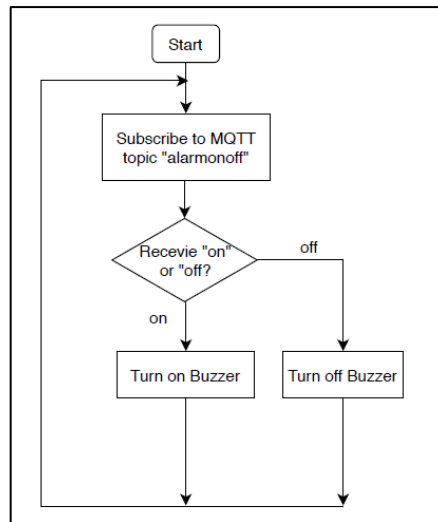 Start
Subscribe to MQTT
topic "alarmonoff"
Recevie "on"
or "off?
off
on
Turn on Buzzer
Turn off Buzzer